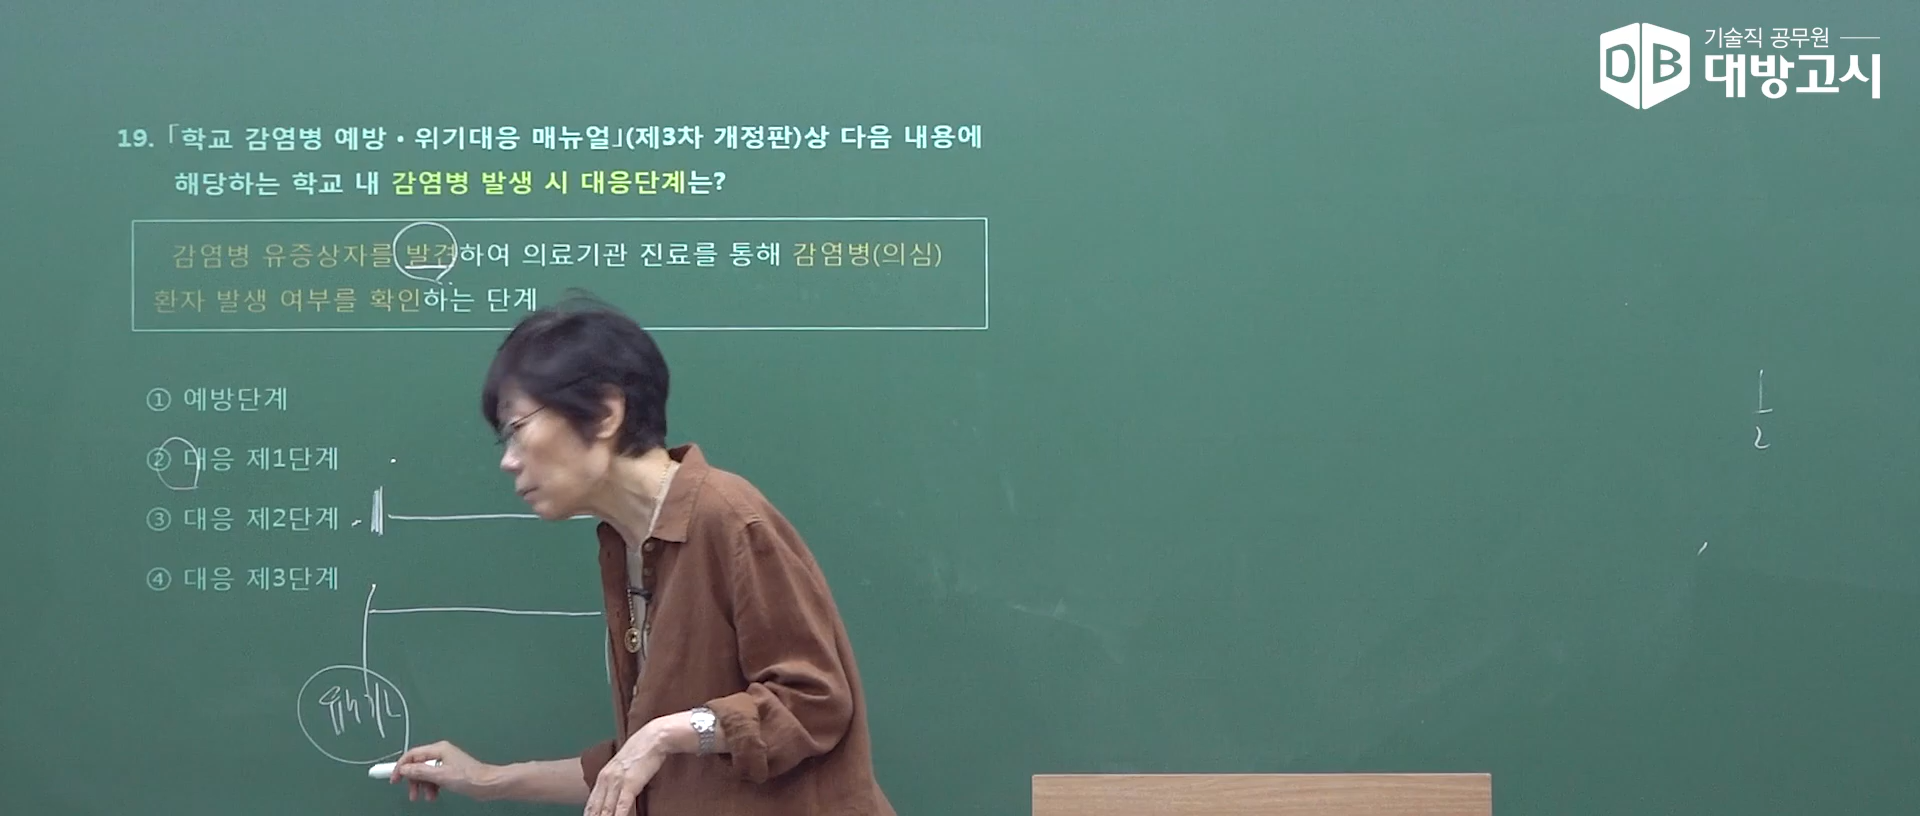 기술직 공무원
대방고시
DB
19. 「학교 감염병 예방·위기대응 매뉴얼」(제3차 개정판)상 다음 내용에
해당하는 학교 내 감염병 발생 시 대응단계는?
감염병 유증상자를 발견하여 의료기관 진료를 통해 감염병(의심)
환자 발생 여부를 확인하는 단계
① 예방단계
② 대응 제1단계
③ 대응 제2단계
④ 대응 제3단계
1
2